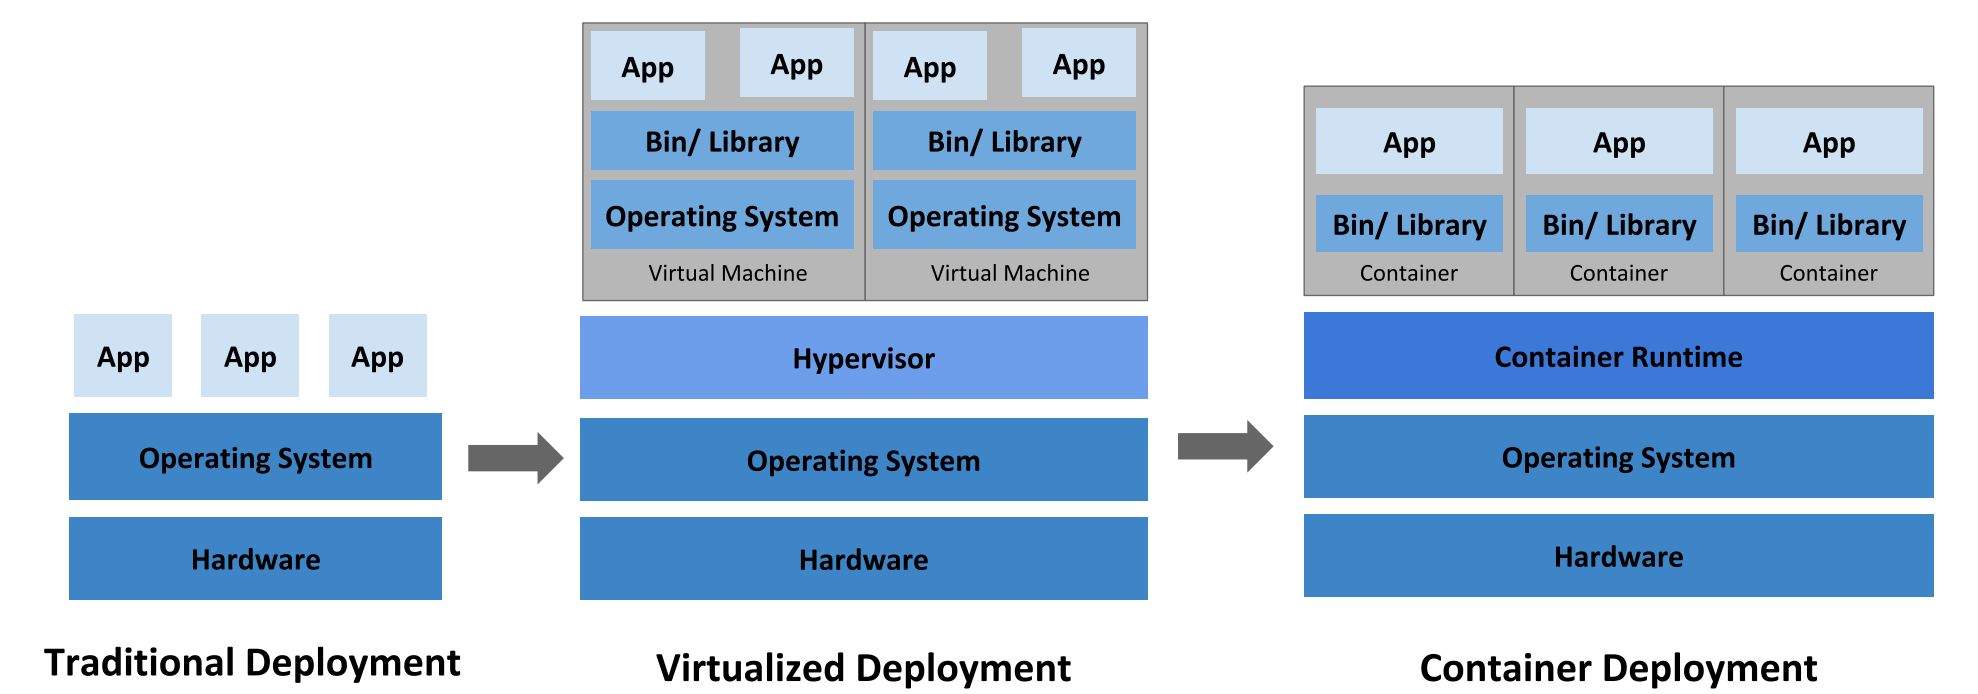 App App App
Operating System
Hardware
Traditional Deployment
App App App App
Bin/ Library Bin/ Library
Operating System Operating System
Virtual Machine Virtual Machine
Hypervisor
Operating System
Hardware
Virtualized Deployment
App App App
Bin/ Library Bin/ Library Bin/ Library
Container Container Container
Container Runtime
Operating System
Hardware
Container Deployment